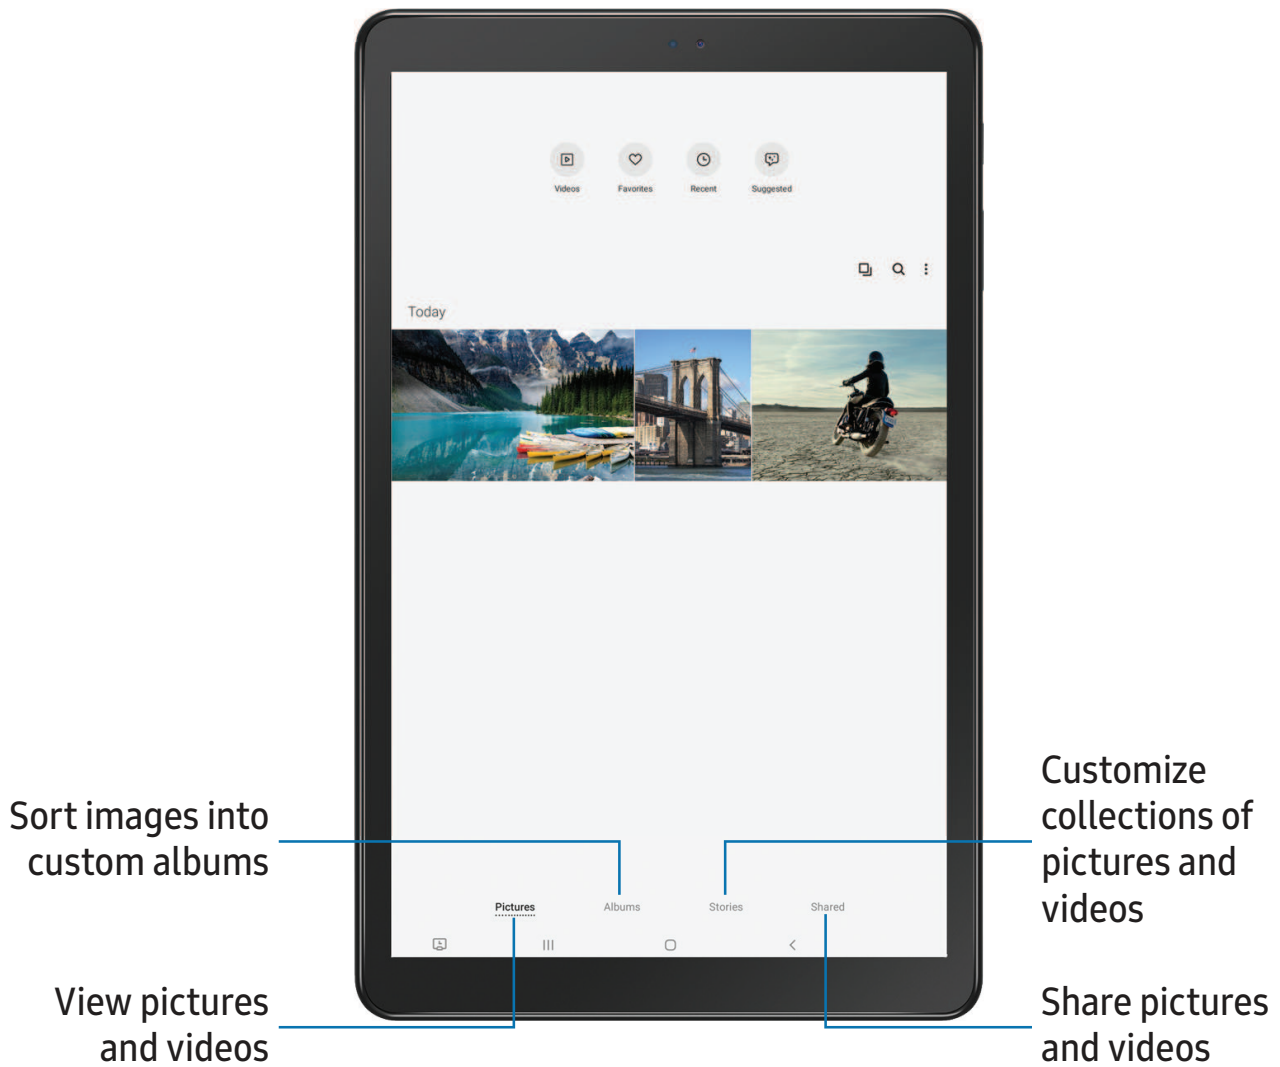 Videos Favorites Recent Suggested
Today
Customize
collections of
pictures and
videos
Sort images into
custom albums
Pictures Albums Stories Shared
View pictures
and videos
Share pictures
and videos